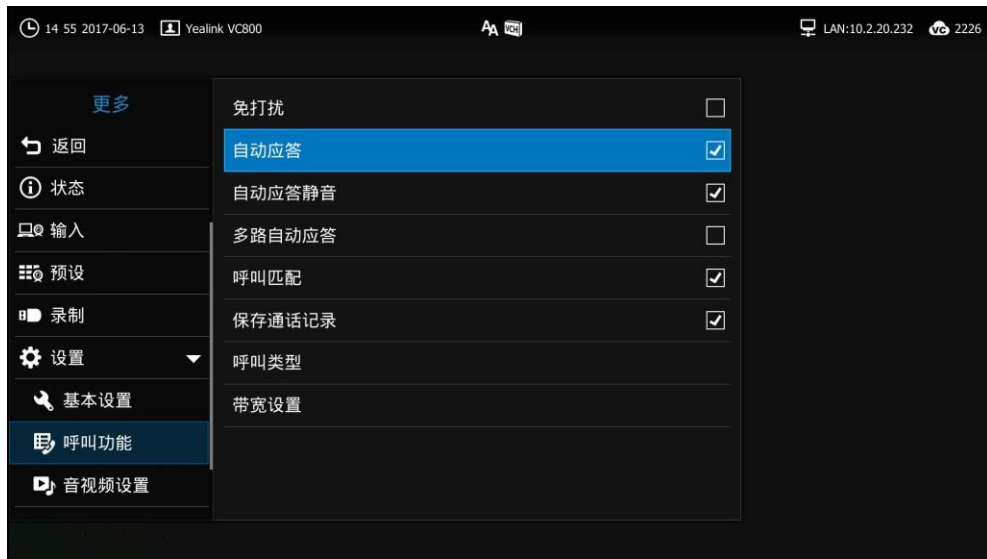 14 55 2017-06-13 Yealink VC800 AA VCH LAN:10.2.20.232 VC 2226
更多
返回
状态
输入
预设
录制
设置
基本设置
呼叫功能
音视频设置
免打扰
自动应答
自动应答静音
多路自动应答
呼叫匹配
保存通话记录
呼叫类型
带宽设置